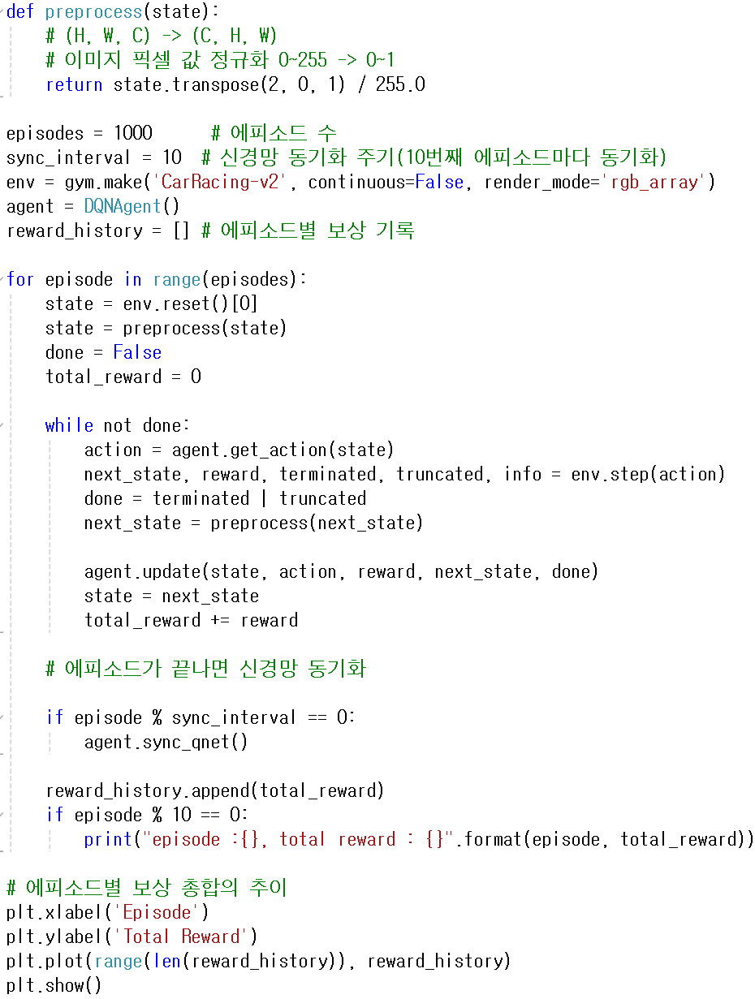 def preprocess(state):
    # (H, W, C) -> (C, H, W)
    # 이미지 픽셀 값 정규화 0~255 -> 0~1
    return state.transpose(2, 0, 1) / 255.0

episodes = 1000      # 에피소드 수
sync_interval = 10  # 신경망 동기화 주기(10번째 에피소드마다 동기화)
env = gym.make('CarRacing-v2', continuous=False, render_mode='rgb_array')
agent = DQNAgent()
reward_history = [] # 에피소드별 보상 기록

for episode in range(episodes):
    state = env.reset()[0]
    state = preprocess(state)
    done = False
    total_reward = 0

    while not done:
        action = agent.get_action(state)
        next_state, reward, terminated, truncated, info = env.step(action)
        done = terminated | truncated
        next_state = preprocess(next_state)

        agent.update(state, action, reward, next_state, done)
        state = next_state
        total_reward += reward

    # 에피소드가 끝나면 신경망 동기화

    if episode % sync_interval == 0:
        agent.sync_qnet()

    reward_history.append(total_reward)
    if episode % 10 == 0:
        print("episode :{}, total reward : {}".format(episode, total_reward))

# 에피소드별 보상 총합의 추이
plt.xlabel('Episode')
plt.ylabel('Total Reward')
plt.plot(range(len(reward_history)), reward_history)
plt.show()